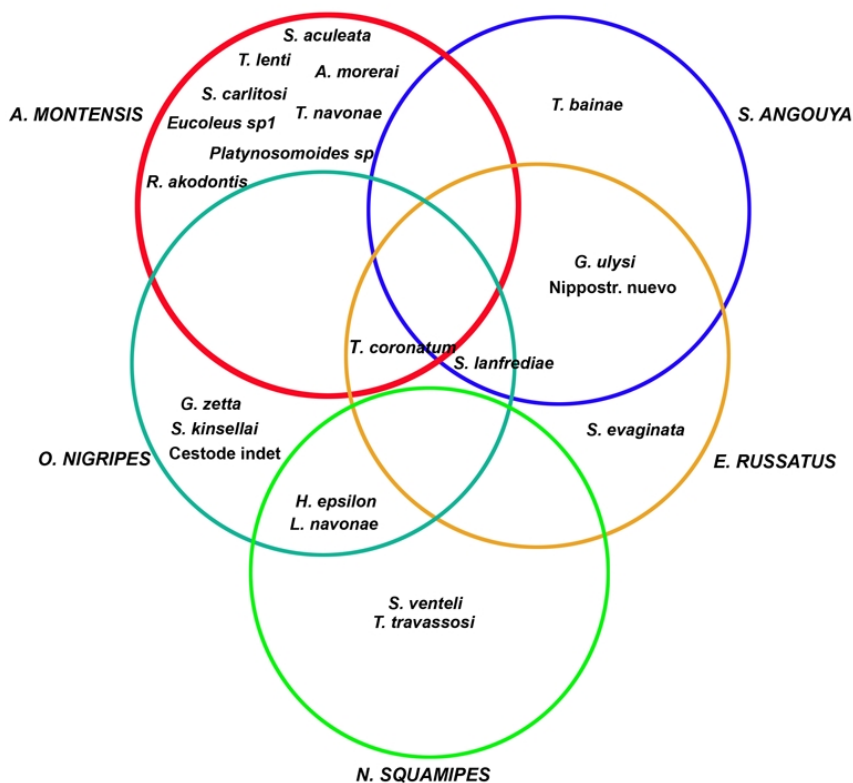 S. aculeata
T. lenti
A. morerai
S. carlitosi
T. navonae
A. MONTENSIS
Eucoleus sp1
Platynosomoides sp
R. akodontis
T. bainae
S. ANGOUYA
G. ulysi
Nippostr. nuevo
T. coronatum
S. lanfrediae
G. zetta
S. kinsellai
Cestode indet
O. NIGRIPES
S. evaginata
E. RUSSATUS
H. epsilon
L. navonae
S. venteli
T. travassosi
N. SQUAMIPES